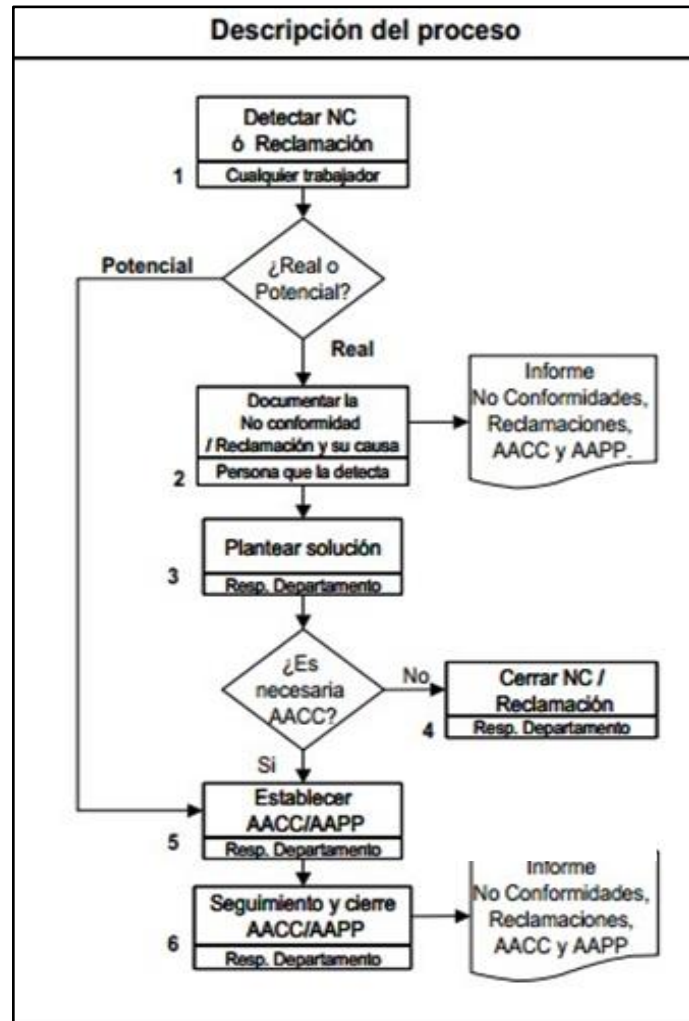 Descripción del proceso
Detectar NC
ó Reclamación
1
Cualquier trabajador
Potencial
¿Real o
Potencial?
Real
Documentar la
No conformidad
/ Reclamación y su causa
2
Persona que la detecta
Informe
No Conformidades,
Reclamaciones,
AACC y AAPP.
Plantear solución
3
Resp. Departamento
¿Es
necesaria
AACC?
No
Cerrar NC /
Reclamación
4
Resp. Departamento
Si
Establecer
AACC/AAPP
5
Resp. Departamento
Seguimiento y cierre
AACC/AAPP
6
Resp. Departamento
Informe
No Conformidades,
Reclamaciones,
AACC y AAPP